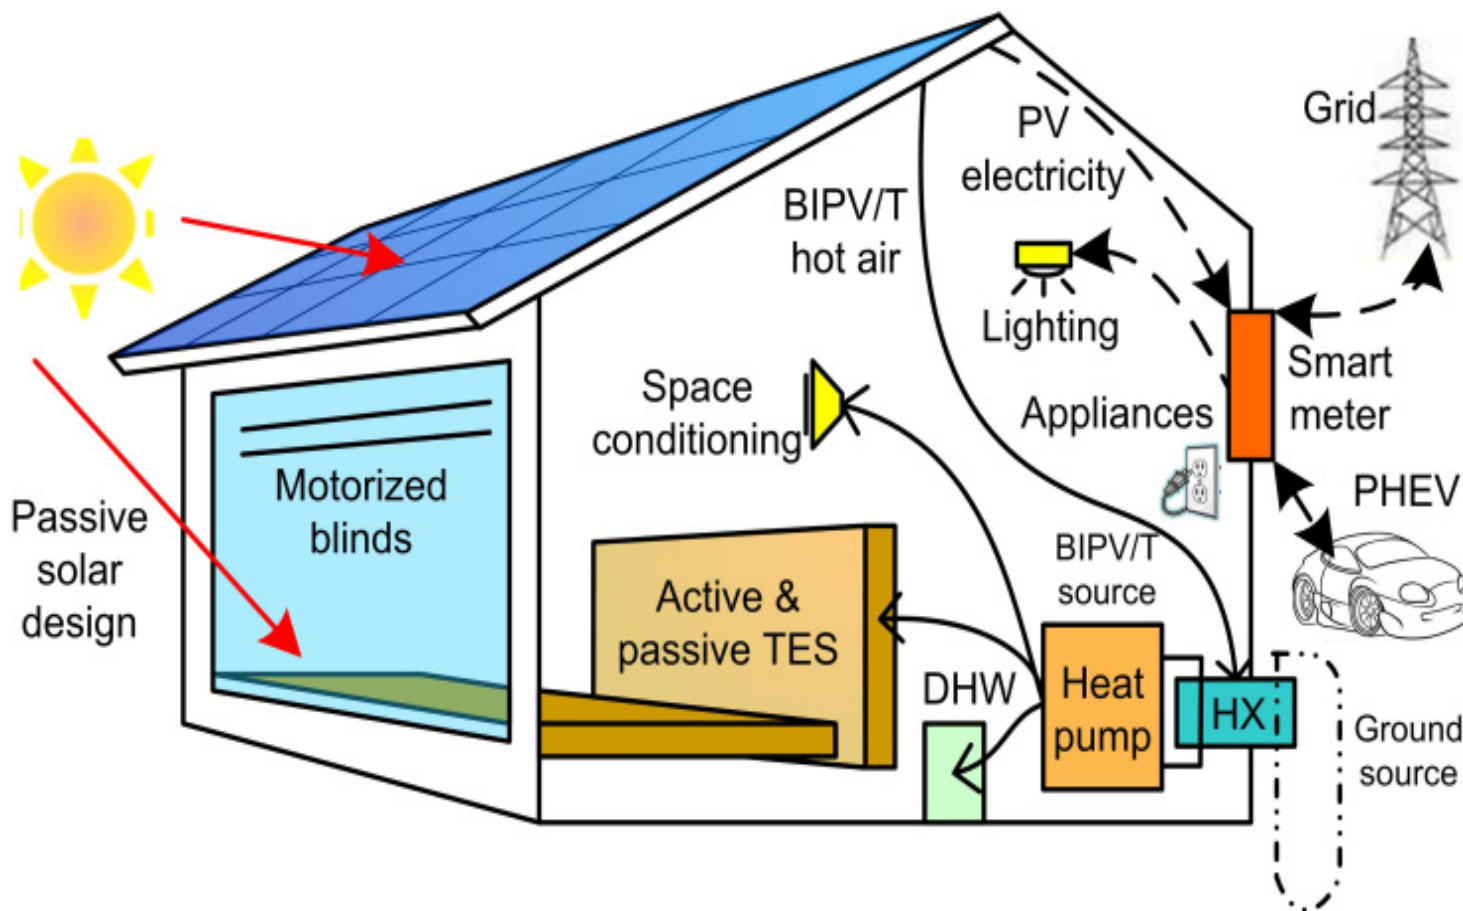 Grid
PV
electricity
BIPV/T
hot air
Lighting
Smart
meter
Space
conditioning
Appliances
Motorized
blinds
PHEV
Passive
solar
design
BIPV/T
source
Active &
passive TES
DHW
Heat
pump
HX
Ground
source